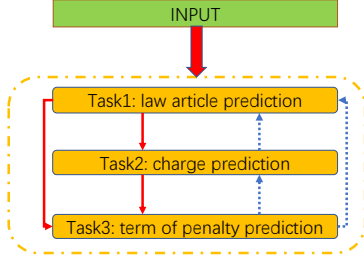 INPUT
Task1: law article prediction
Task2: charge prediction
Task3: term of penalty prediction